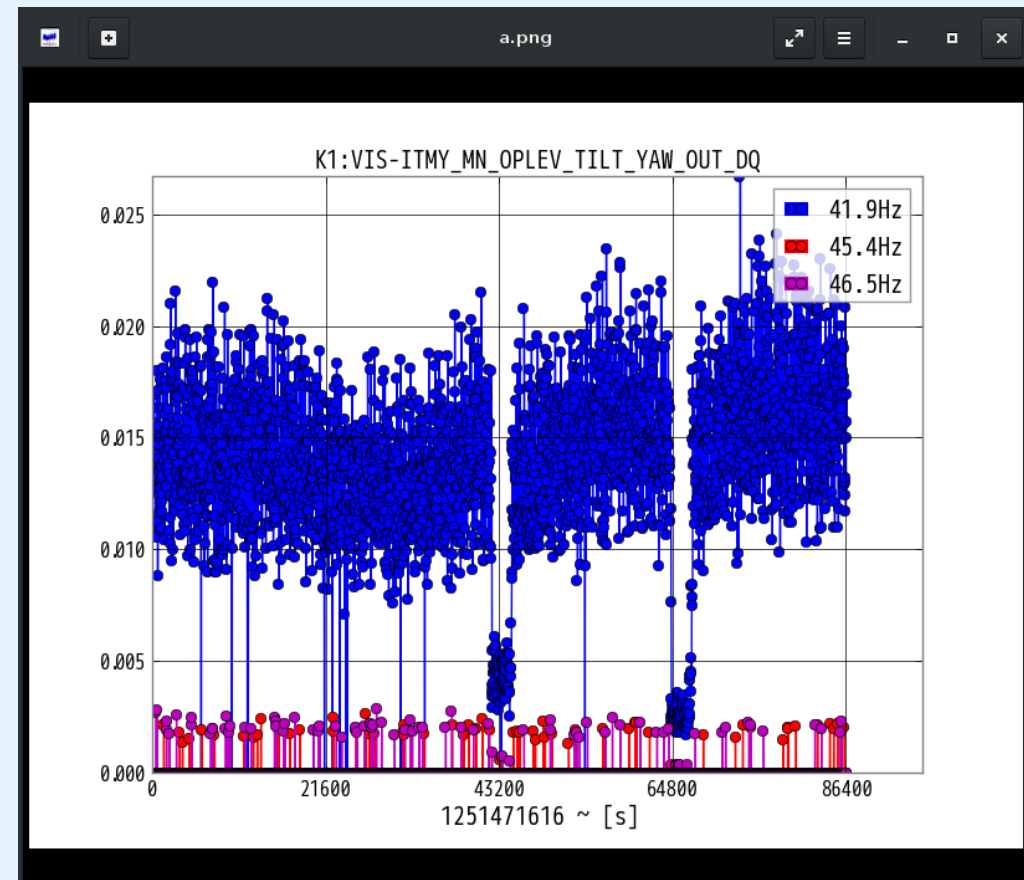 a.png
K1:VIS-ITMY_MN_OPLEV_TILT_YAW_OUT_DQ
41.9Hz
45.4Hz
46.5Hz
0.025
0.020
0.015
0.010
0.005
0.000
0 21600 43200 64800 86400
1251471616 ~ [s]